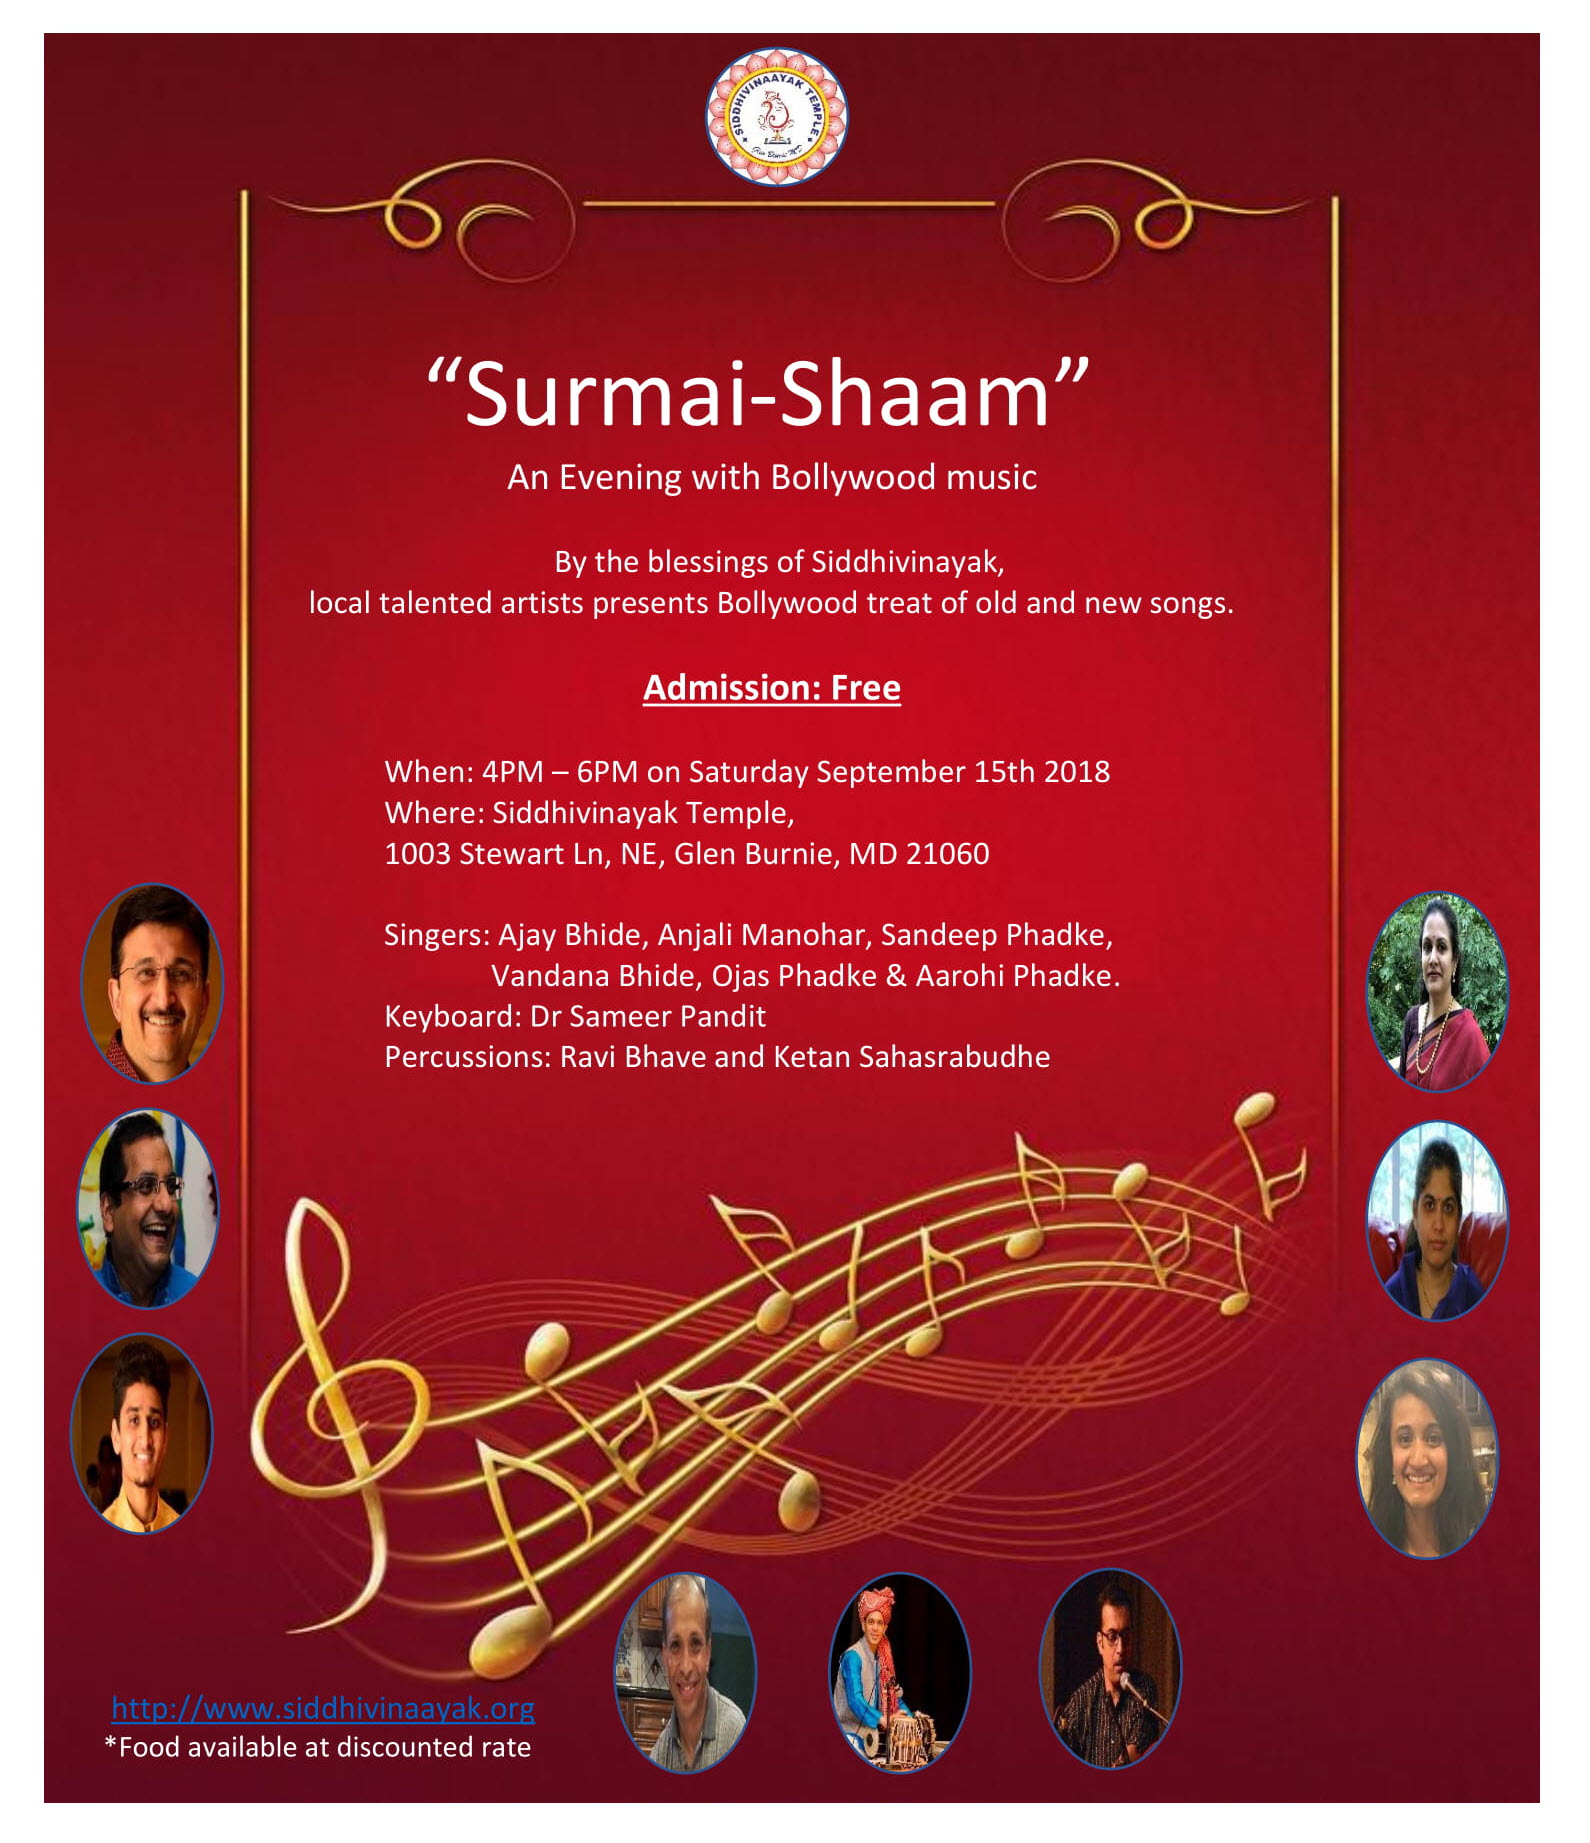 SIDDHIVINAAYAK TEMPLE
“Surmai-Shaam”
An Evening with Bollywood music
By the blessings of Siddhivinayak,
local talented artists presents Bollywood treat of old and new songs.
Admission: Free
When: 4PM – 6PM on Saturday September 15th 2018
Where: Siddhivinayak Temple,
1003 Stewart Ln, NE, Glen Burnie, MD 21060
Singers: Ajay Bhide, Anjali Manohar, Sandeep Phadke,
Vandana Bhide, Ojas Phadke & Aarohi Phadke.
Keyboard: Dr Sameer Pandit
Percussions: Ravi Bhave and Ketan Sahasrabudhe
http://www.siddhivinaayak.org
*Food available at discounted rate